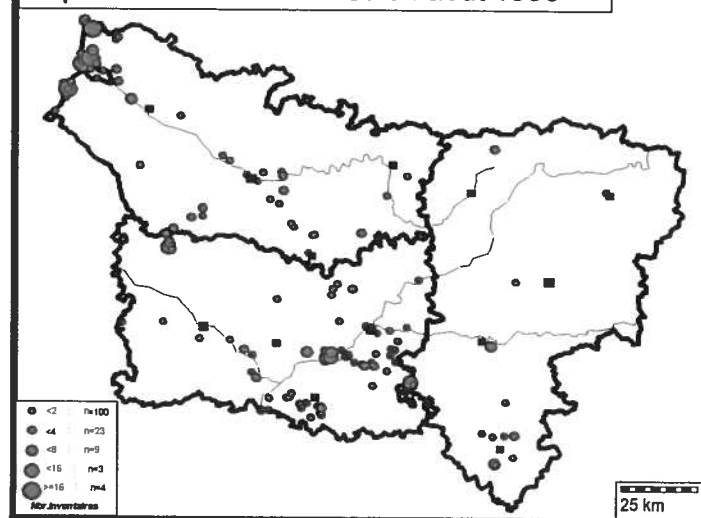 <2 n=100
<4 n=23
<8 n=9
<16 n=3
>=16 n=4
Nbr.Inventaires
25 km